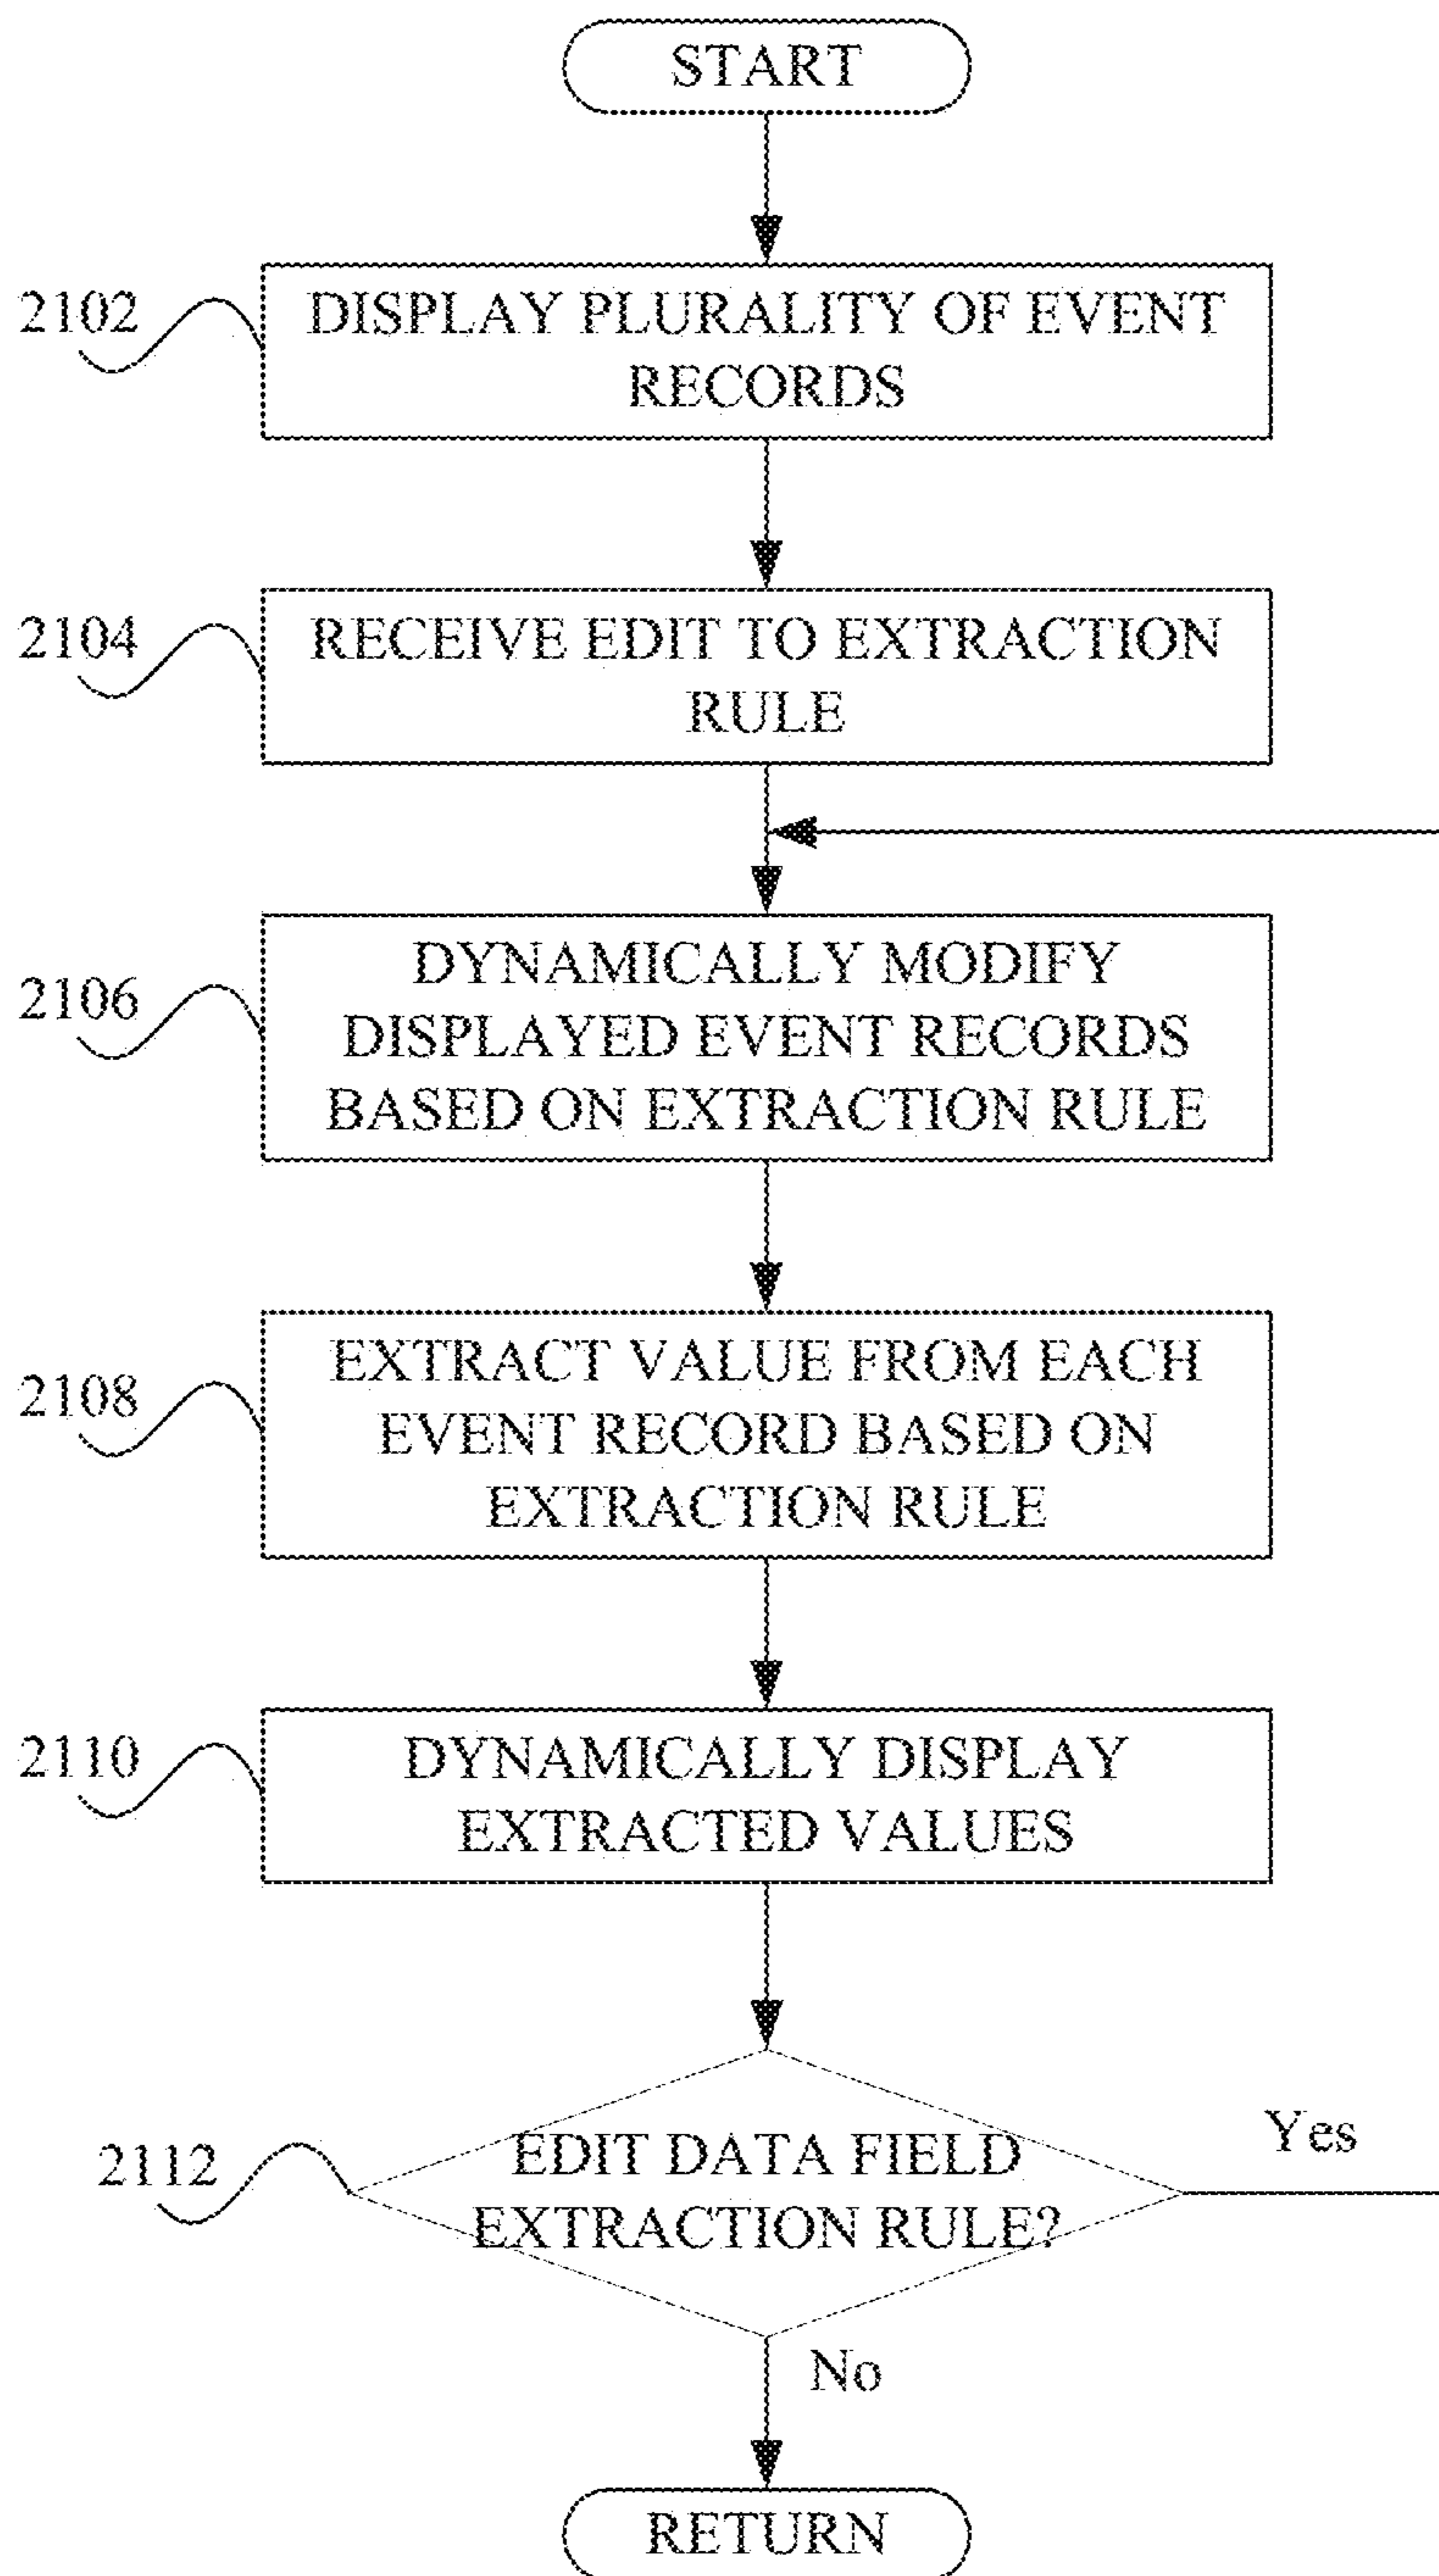 START
2102
DISPLAY PLURALITY OF EVENT
RECORDS
2104
RECEIVE EDIT TO EXTRACTION
RULE
2106
DYNAMICALLY MODIFY
DISPLAYED EVENT RECORDS
BASED ON EXTRACTION RULE
2108
EXTRACT VALUE FROM EACH
EVENT RECORD BASED ON
EXTRACTION RULE
2110
DYNAMICALLY DISPLAY
EXTRACTED VALUES
2112
EDIT DATA FIELD
EXTRACTION RULE?
Yes
No
RETURN